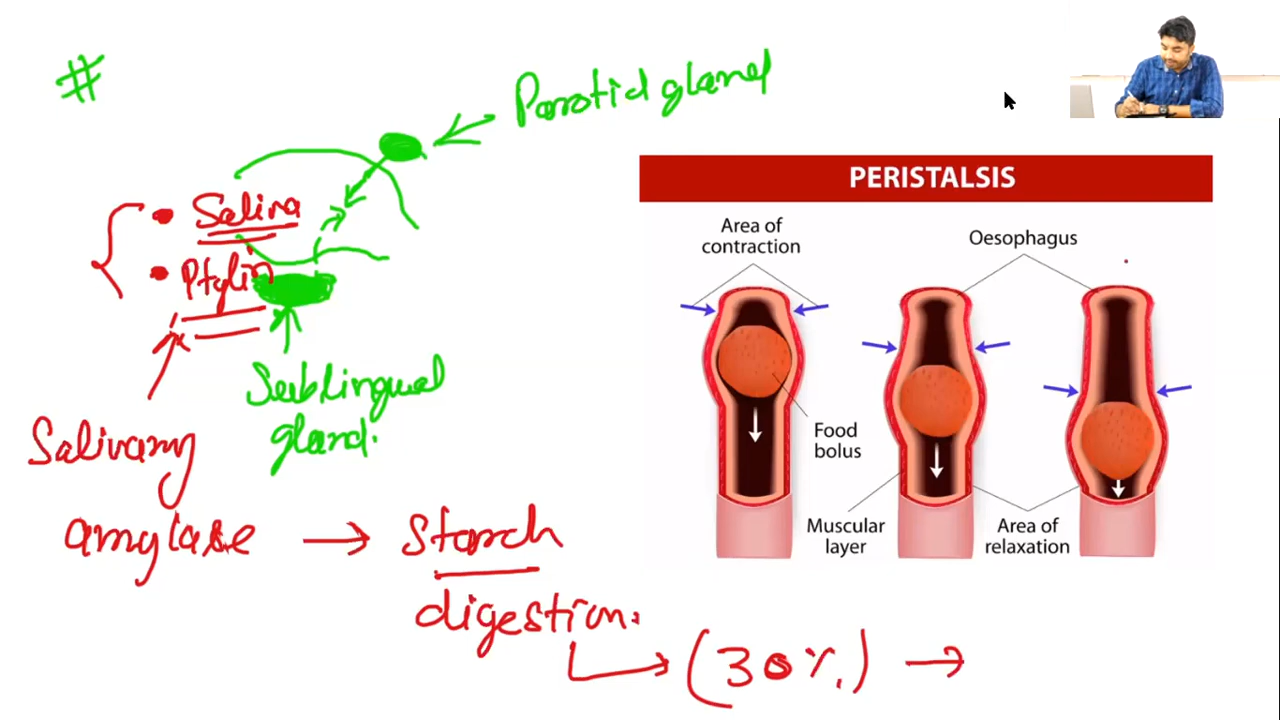 #
Parotid gland
• Saliva
• Ptylin
Sublingual
gland.
Salivary
amylase → Starch
digestion.
(30%) →
PERISTALSIS
Area of
contraction
Oesophagus
Food
bolus
Muscular
layer
Area of
relaxation